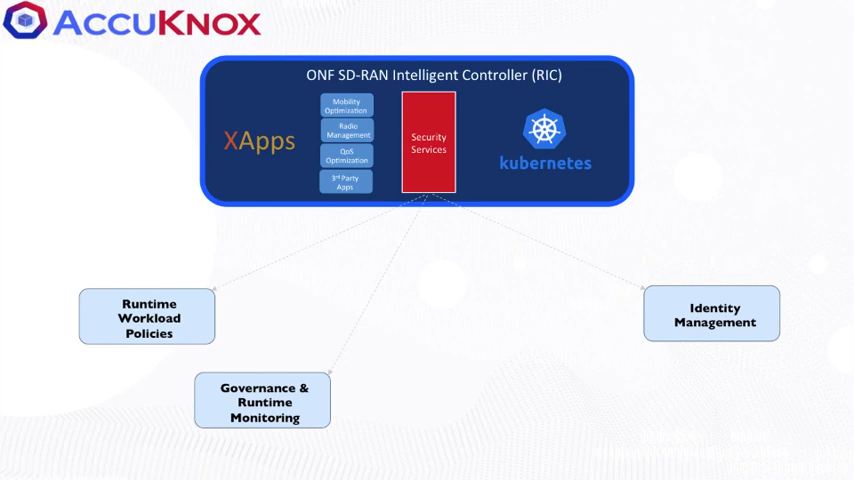 ACCUKNOX
ONF SD-RAN Intelligent Controller (RIC)
XApps
Mobility
Optimization
Radio
Management
QoS
Optimization
3rd Party
Apps
Security
Services
kubernetes
Runtime
Workload
Policies
Identity
Management
Governance &
Runtime
Monitoring